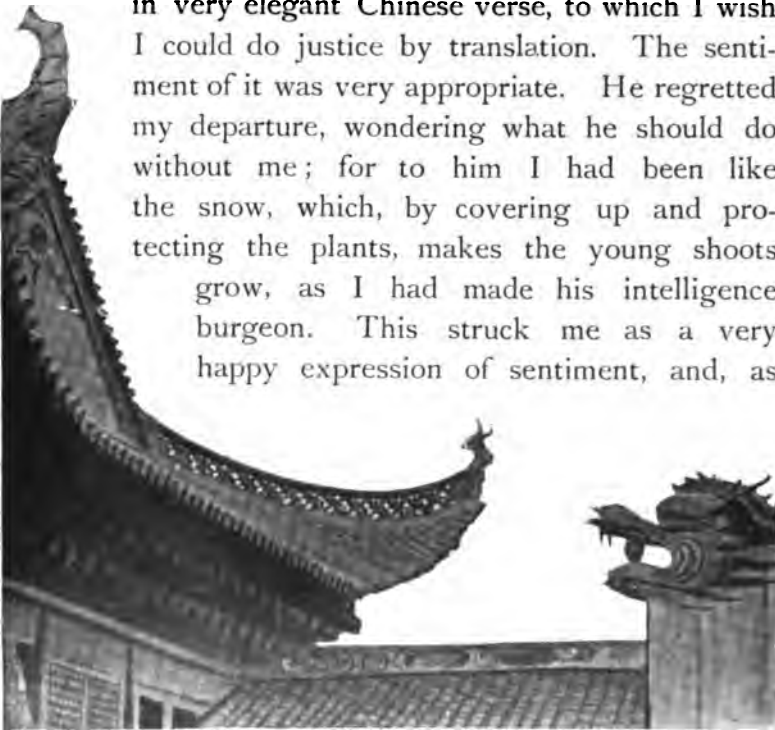 in very elegant Chinese verse, to which I wish
I could do justice by translation. The senti-
ment of it was very appropriate. He regretted
my departure, wondering what he should do
without me; for to him I had been like
the snow, which, by covering up and pro-
tecting the plants, makes the young shoots
grow, as I had made his intelligence
burgeon. This struck me as a very
happy expression of sentiment, and, as